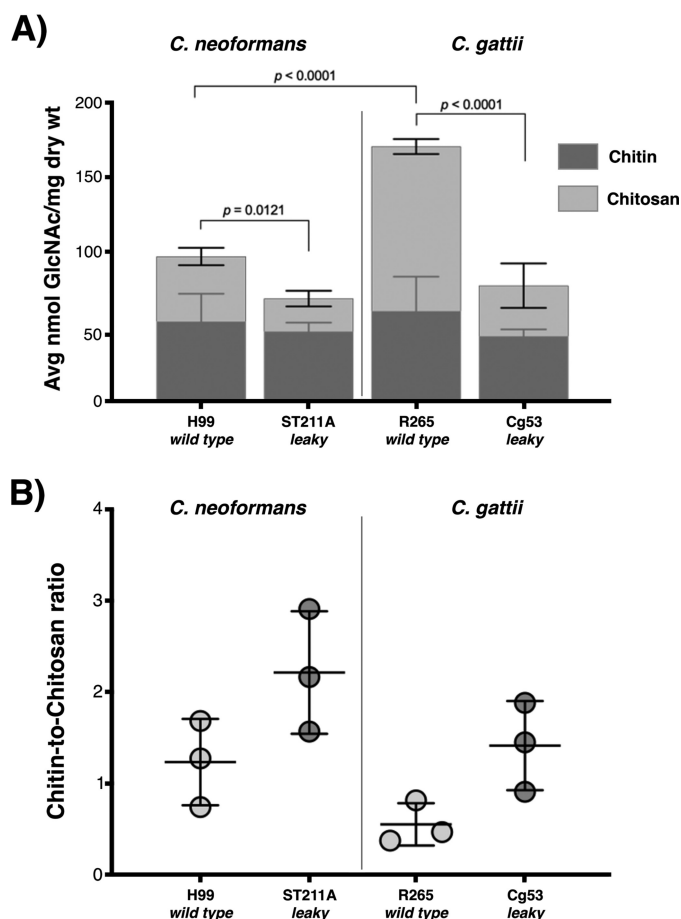 A)
C. neoformans
C. gattii
p < 0.0001
p < 0.0001
p = 0.0121
Avg nmol GlcNAc/mg dry wt
200
150
100
50
0
Chitin
Chitosan
H99
wild type
ST211A
leaky
R265
wild type
Cg53
leaky
B)
C. neoformans
C. gattii
Chitin-to-Chitosan ratio
4
3
2
1
0
H99
wild type
ST211A
leaky
R265
wild type
Cg53
leaky